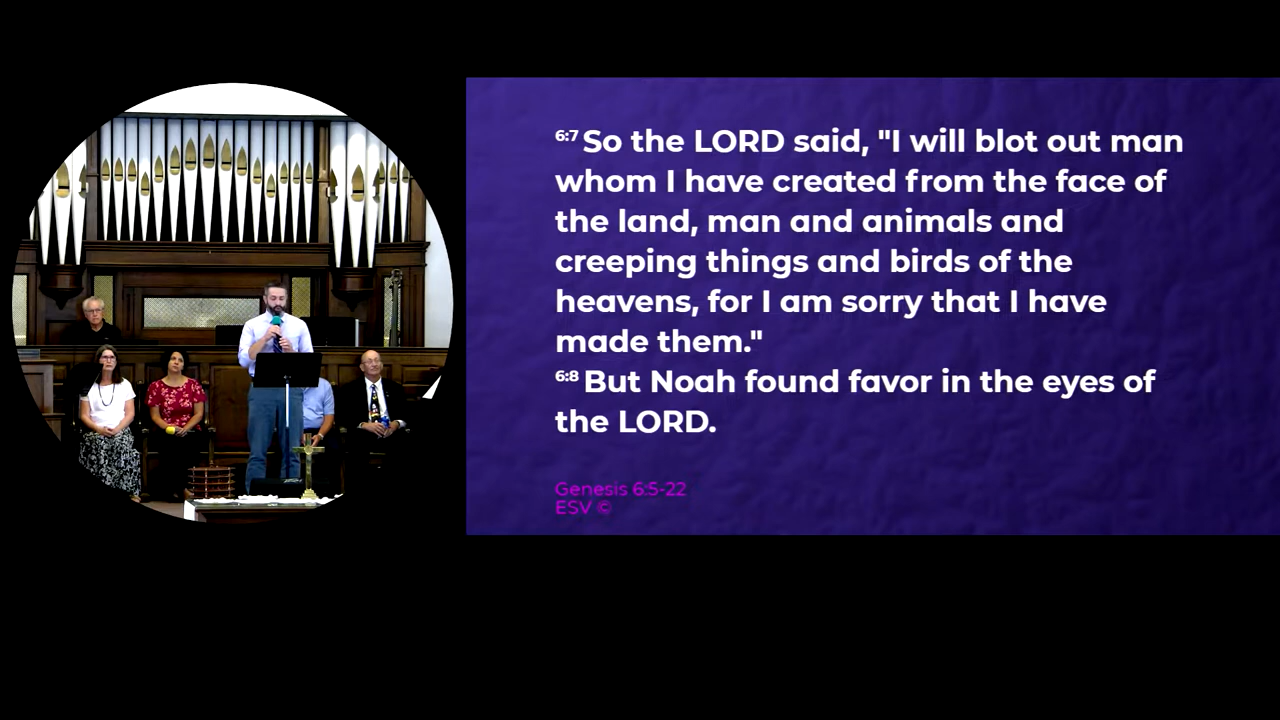 6:7 So the LORD said, "I will blot out man
whom I have created from the face of
the land, man and animals and
creeping things and birds of the
heavens, for I am sorry that I have
made them."
6:8 But Noah found favor in the eyes of
the LORD.
Genesis 6:5-22
ESV ©